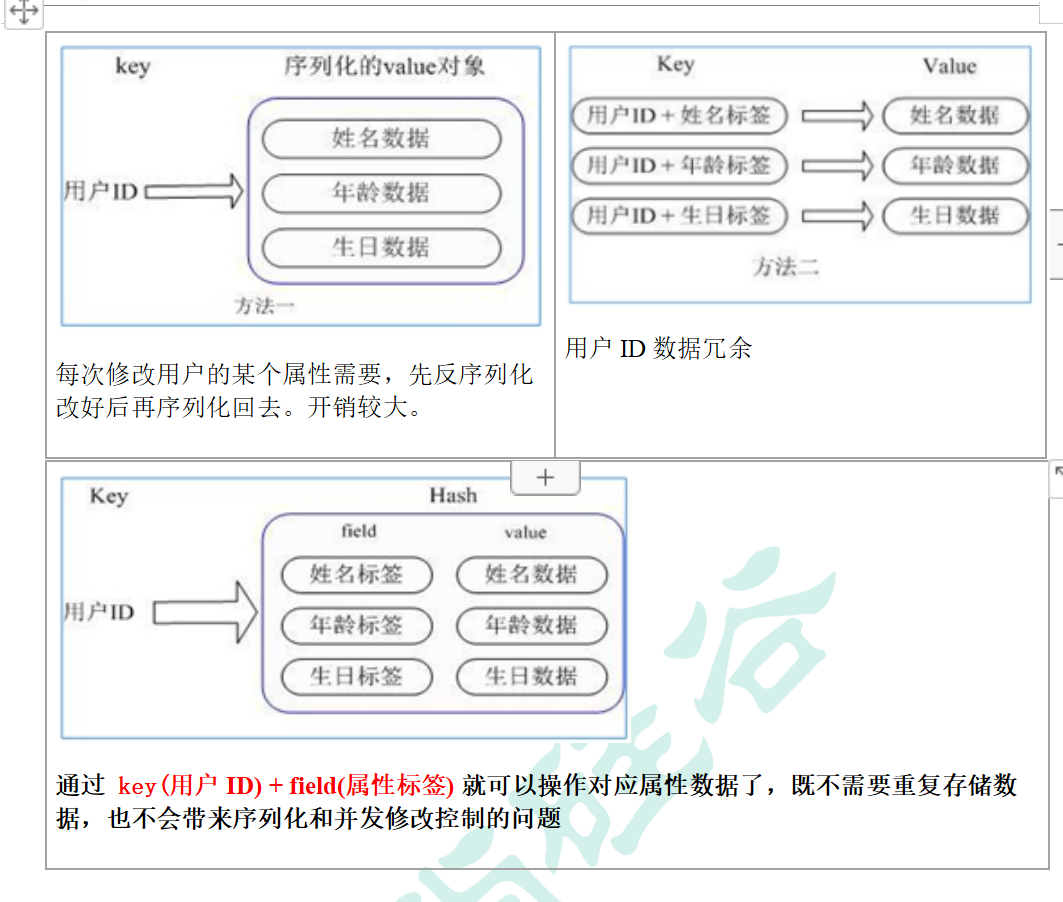 key 序列化的value对象
姓名数据
用户ID
年龄数据
生日数据
方法一
每次修改用户的某个属性需要，先反序列化
改好后再序列化回去。开销较大。
Key Value
用户ID + 姓名标签 姓名数据
用户ID + 年龄标签 年龄数据
用户ID + 生日标签 生日数据
方法二
用户 ID 数据冗余
Key Hash
field value
姓名标签 姓名数据
用户ID
年龄标签 年龄数据
生日标签 生日数据
通过 key(用户 ID) + field(属性标签) 就可以操作对应属性数据了，既不需要重复存储数
据，也不会带来序列化和并发修改控制的问题
尚硅谷